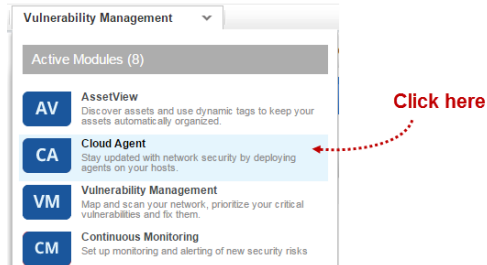 Vulnerability Management
Active Modules (8)
AV
AssetView
Discover assets and use dynamic tags to keep your
assets automatically organized.
Click here
CA
Cloud Agent
Stay updated with network security by deploying
agents on your hosts.
VM
Vulnerability Management
Map and scan your network, prioritize your critical
vulnerabilities and fix them.
CM
Continuous Monitoring
Set up monitoring and alerting of new security risks